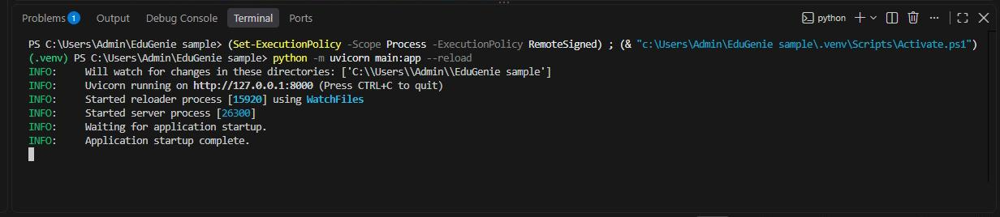 Problems 1 Output Debug Console Terminal Ports python
PS C:\Users\Admin\EduGenie sample> (Set-ExecutionPolicy -Scope Process -ExecutionPolicy RemoteSigned) ; (& "c:\Users\Admin\EduGenie sample\.venv\Scripts\Activate.ps1")
(.venv) PS C:\Users\Admin\EduGenie sample> python -m uvicorn main:app --reload
INFO:     Will watch for changes in these directories: ['C:\\Users\\Admin\\EduGenie sample']
INFO:     Uvicorn running on http://127.0.0.1:8000 (Press CTRL+C to quit)
INFO:     Started reloader process [15920] using WatchFiles
INFO:     Started server process [26300]
INFO:     Waiting for application startup.
INFO:     Application startup complete.